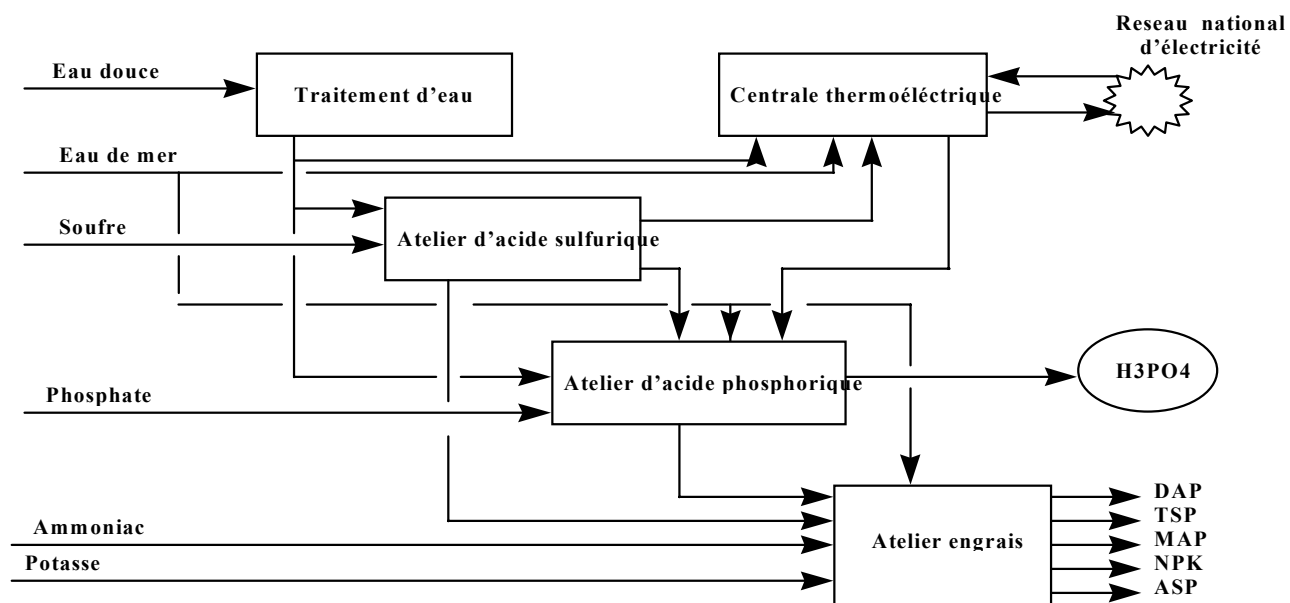 Reseau national
d'électricité
Eau douce
Traitement d'eau
Centrale thermoéléctrique
Eau de mer
Soufre
Atelier d'acide sulfurique
Phosphate
Atelier d'acide phosphorique
H3PO4
DAP
TSP
MAP
NPK
ASP
Ammoniac
Atelier engrais
Potasse